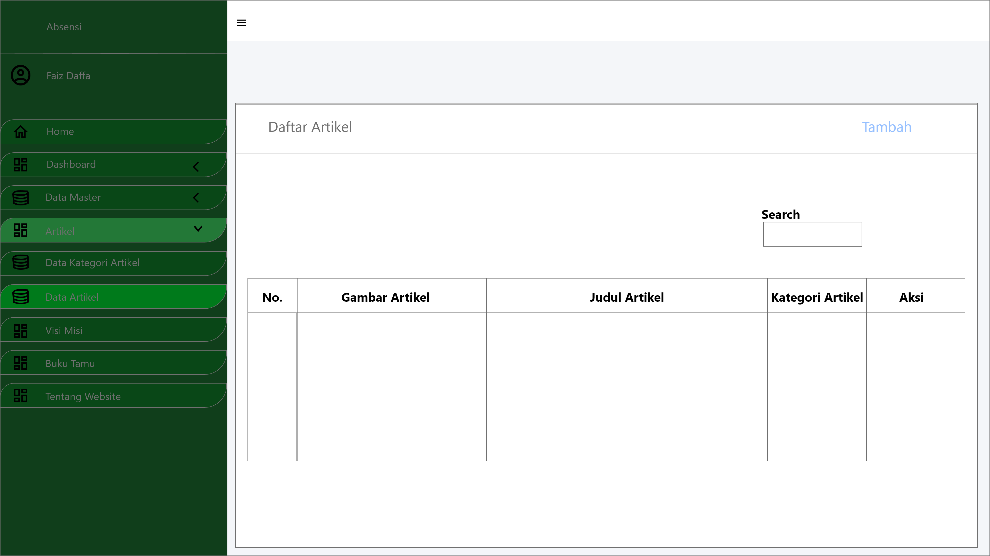 Absensi
Faiz Daffa
Home
Dashboard
Data Master
Artikel
Data Kategori Artikel
Data Artikel
Visi Misi
Buku Tamu
Tentang Website
Daftar Artikel
Tambah
Search
No. Gambar Artikel Judul Artikel Kategori Artikel Aksi